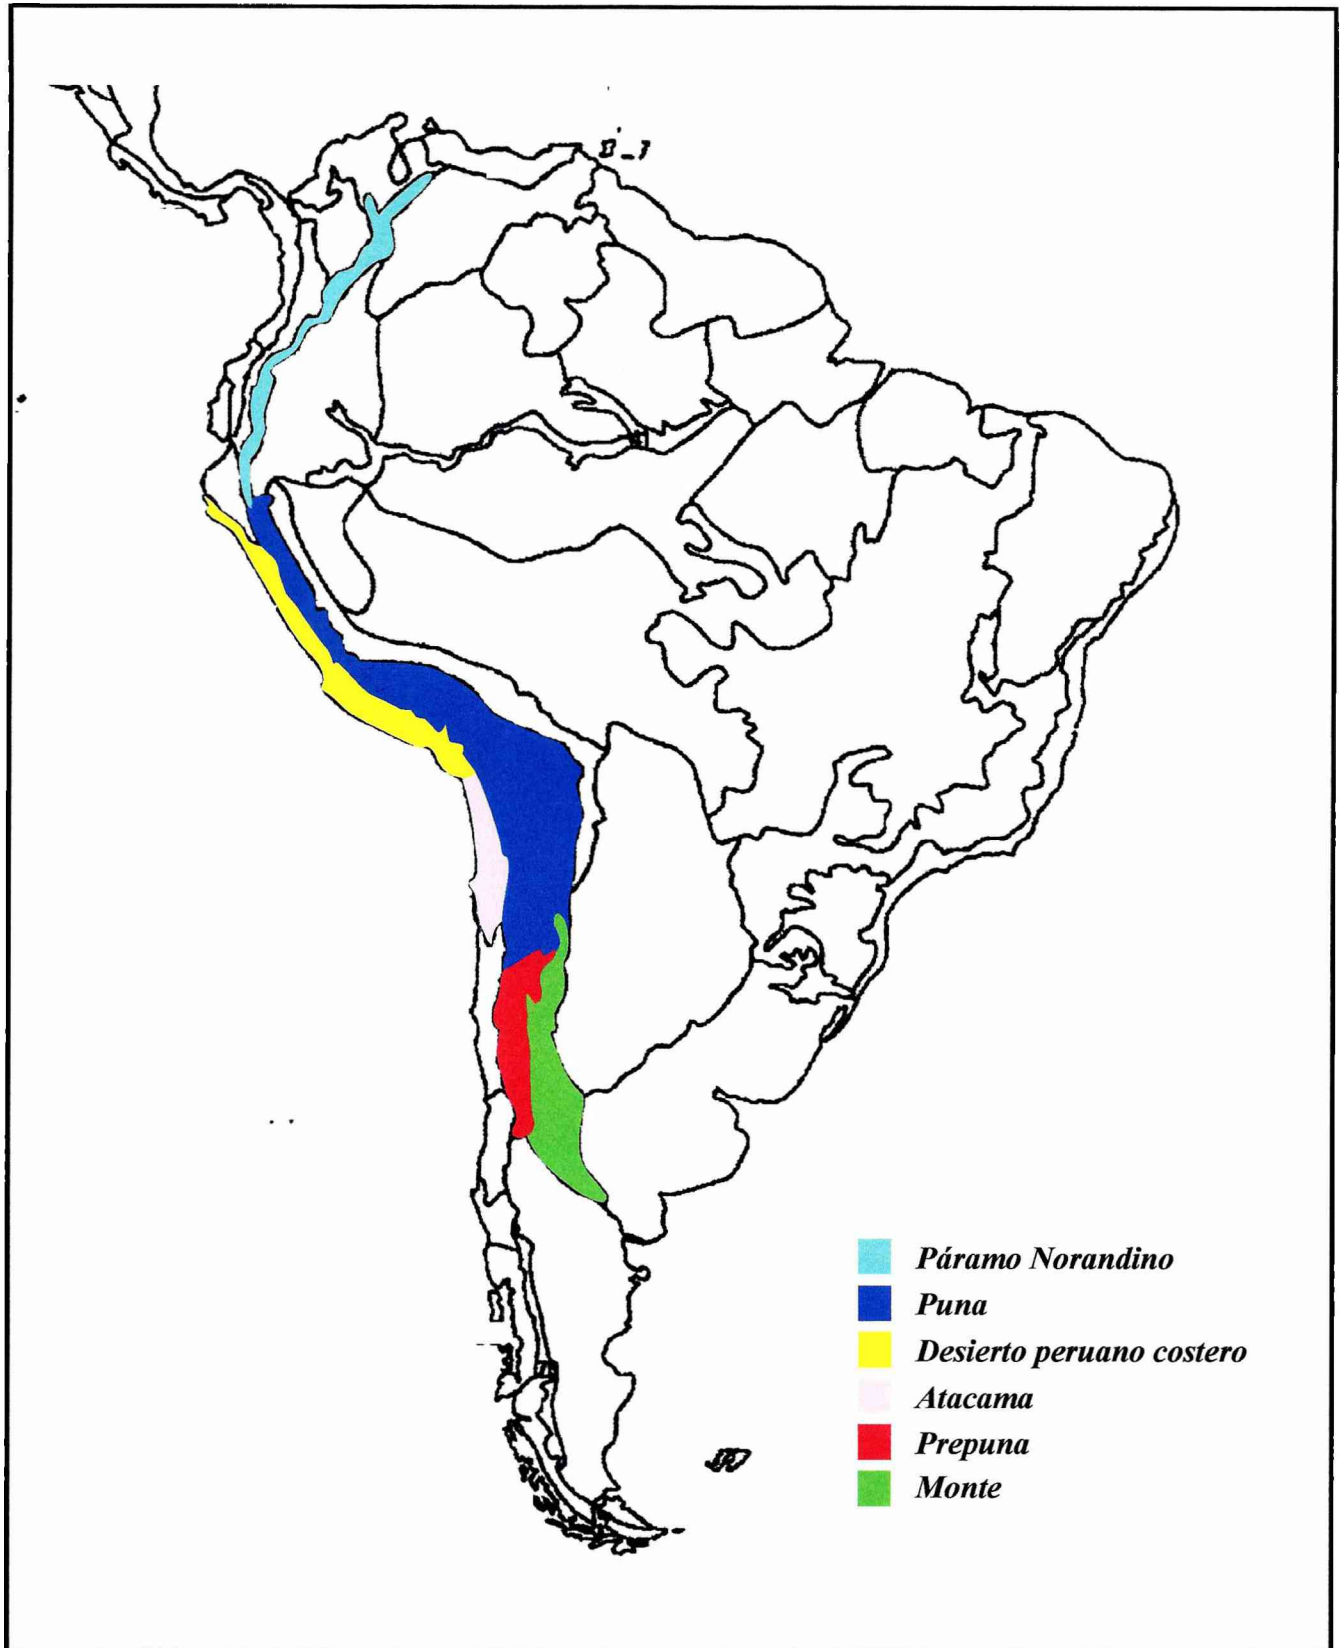 Páramo Norandino
Puna
Desierto peruano costero
Atacama
Prepuna
Monte